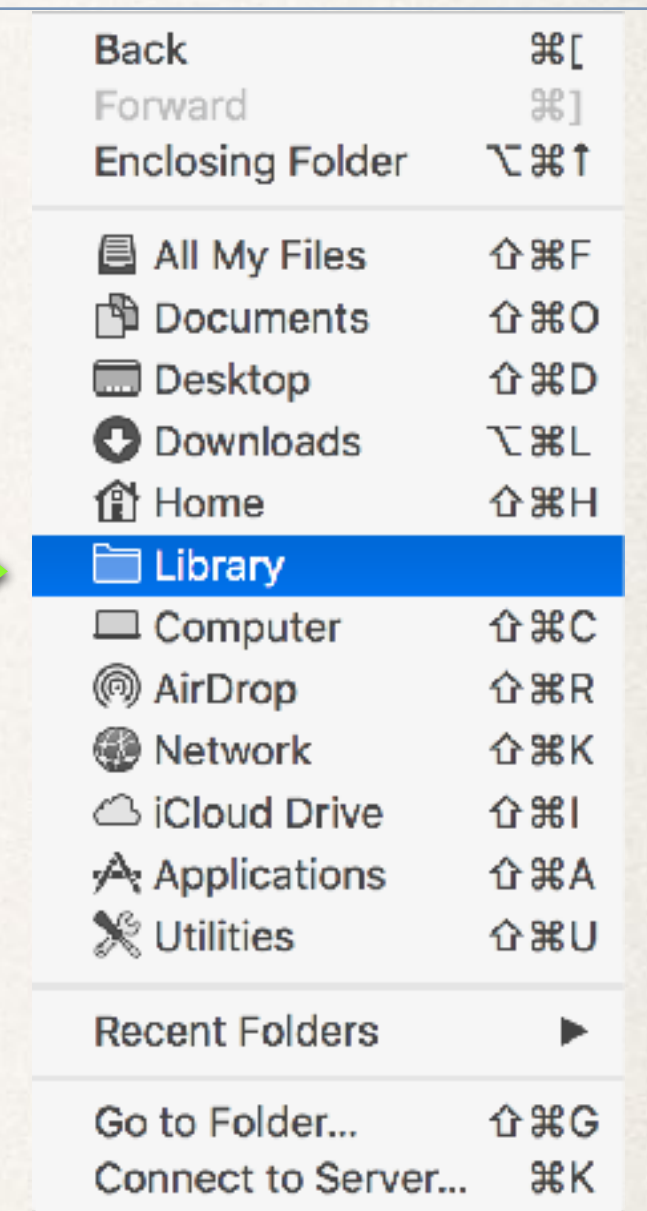 Back ⌘[
Forward ⌘]
Enclosing Folder ⌥⌘↑
All My Files ⇧⌘F
Documents ⇧⌘O
Desktop ⇧⌘D
Downloads ⌥⌘L
Home ⇧⌘H
Library
Computer ⇧⌘C
AirDrop ⇧⌘R
Network ⇧⌘K
iCloud Drive ⇧⌘I
Applications ⇧⌘A
Utilities ⇧⌘U
Recent Folders ▶
Go to Folder... ⇧⌘G
Connect to Server... ⌘K